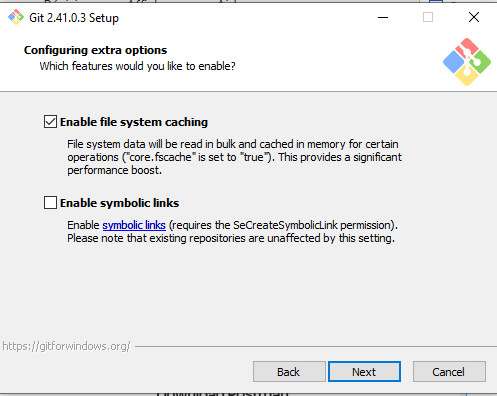 Git 2.41.0.3 Setup
Configuring extra options
Which features would you like to enable?
Enable file system caching
File system data will be read in bulk and cached in memory for certain
operations ("core.fscache" is set to "true"). This provides a significant
performance boost.
Enable symbolic links
Enable symbolic links (requires the SeCreateSymbolicLink permission).
Please note that existing repositories are unaffected by this setting.
https://gitforwindows.org/
Back
Next
Cancel
Download Postman